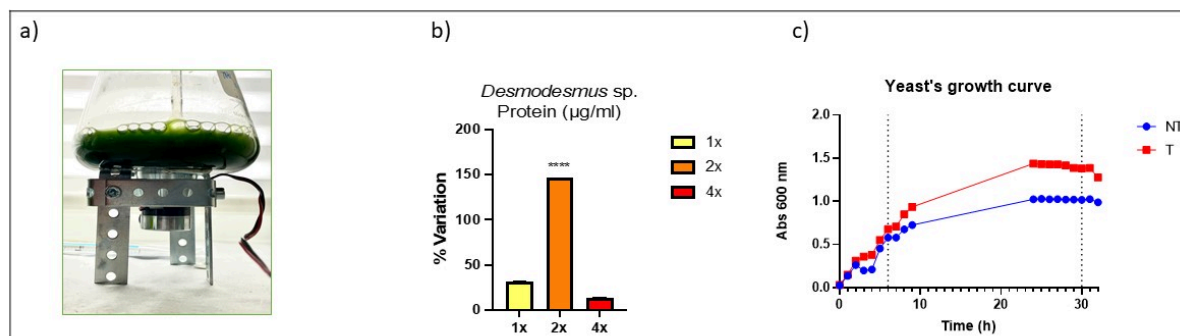 a)
b)
c)
Desmodesmus sp.
Protein (µg/ml)
% Variation
200
150
100
50
0
****
1x
2x
4x
1x
2x
4x
Yeast's growth curve
Abs 600 nm
2.0
1.5
1.0
0.5
0.0
0
10
20
30
Time (h)
NT
T